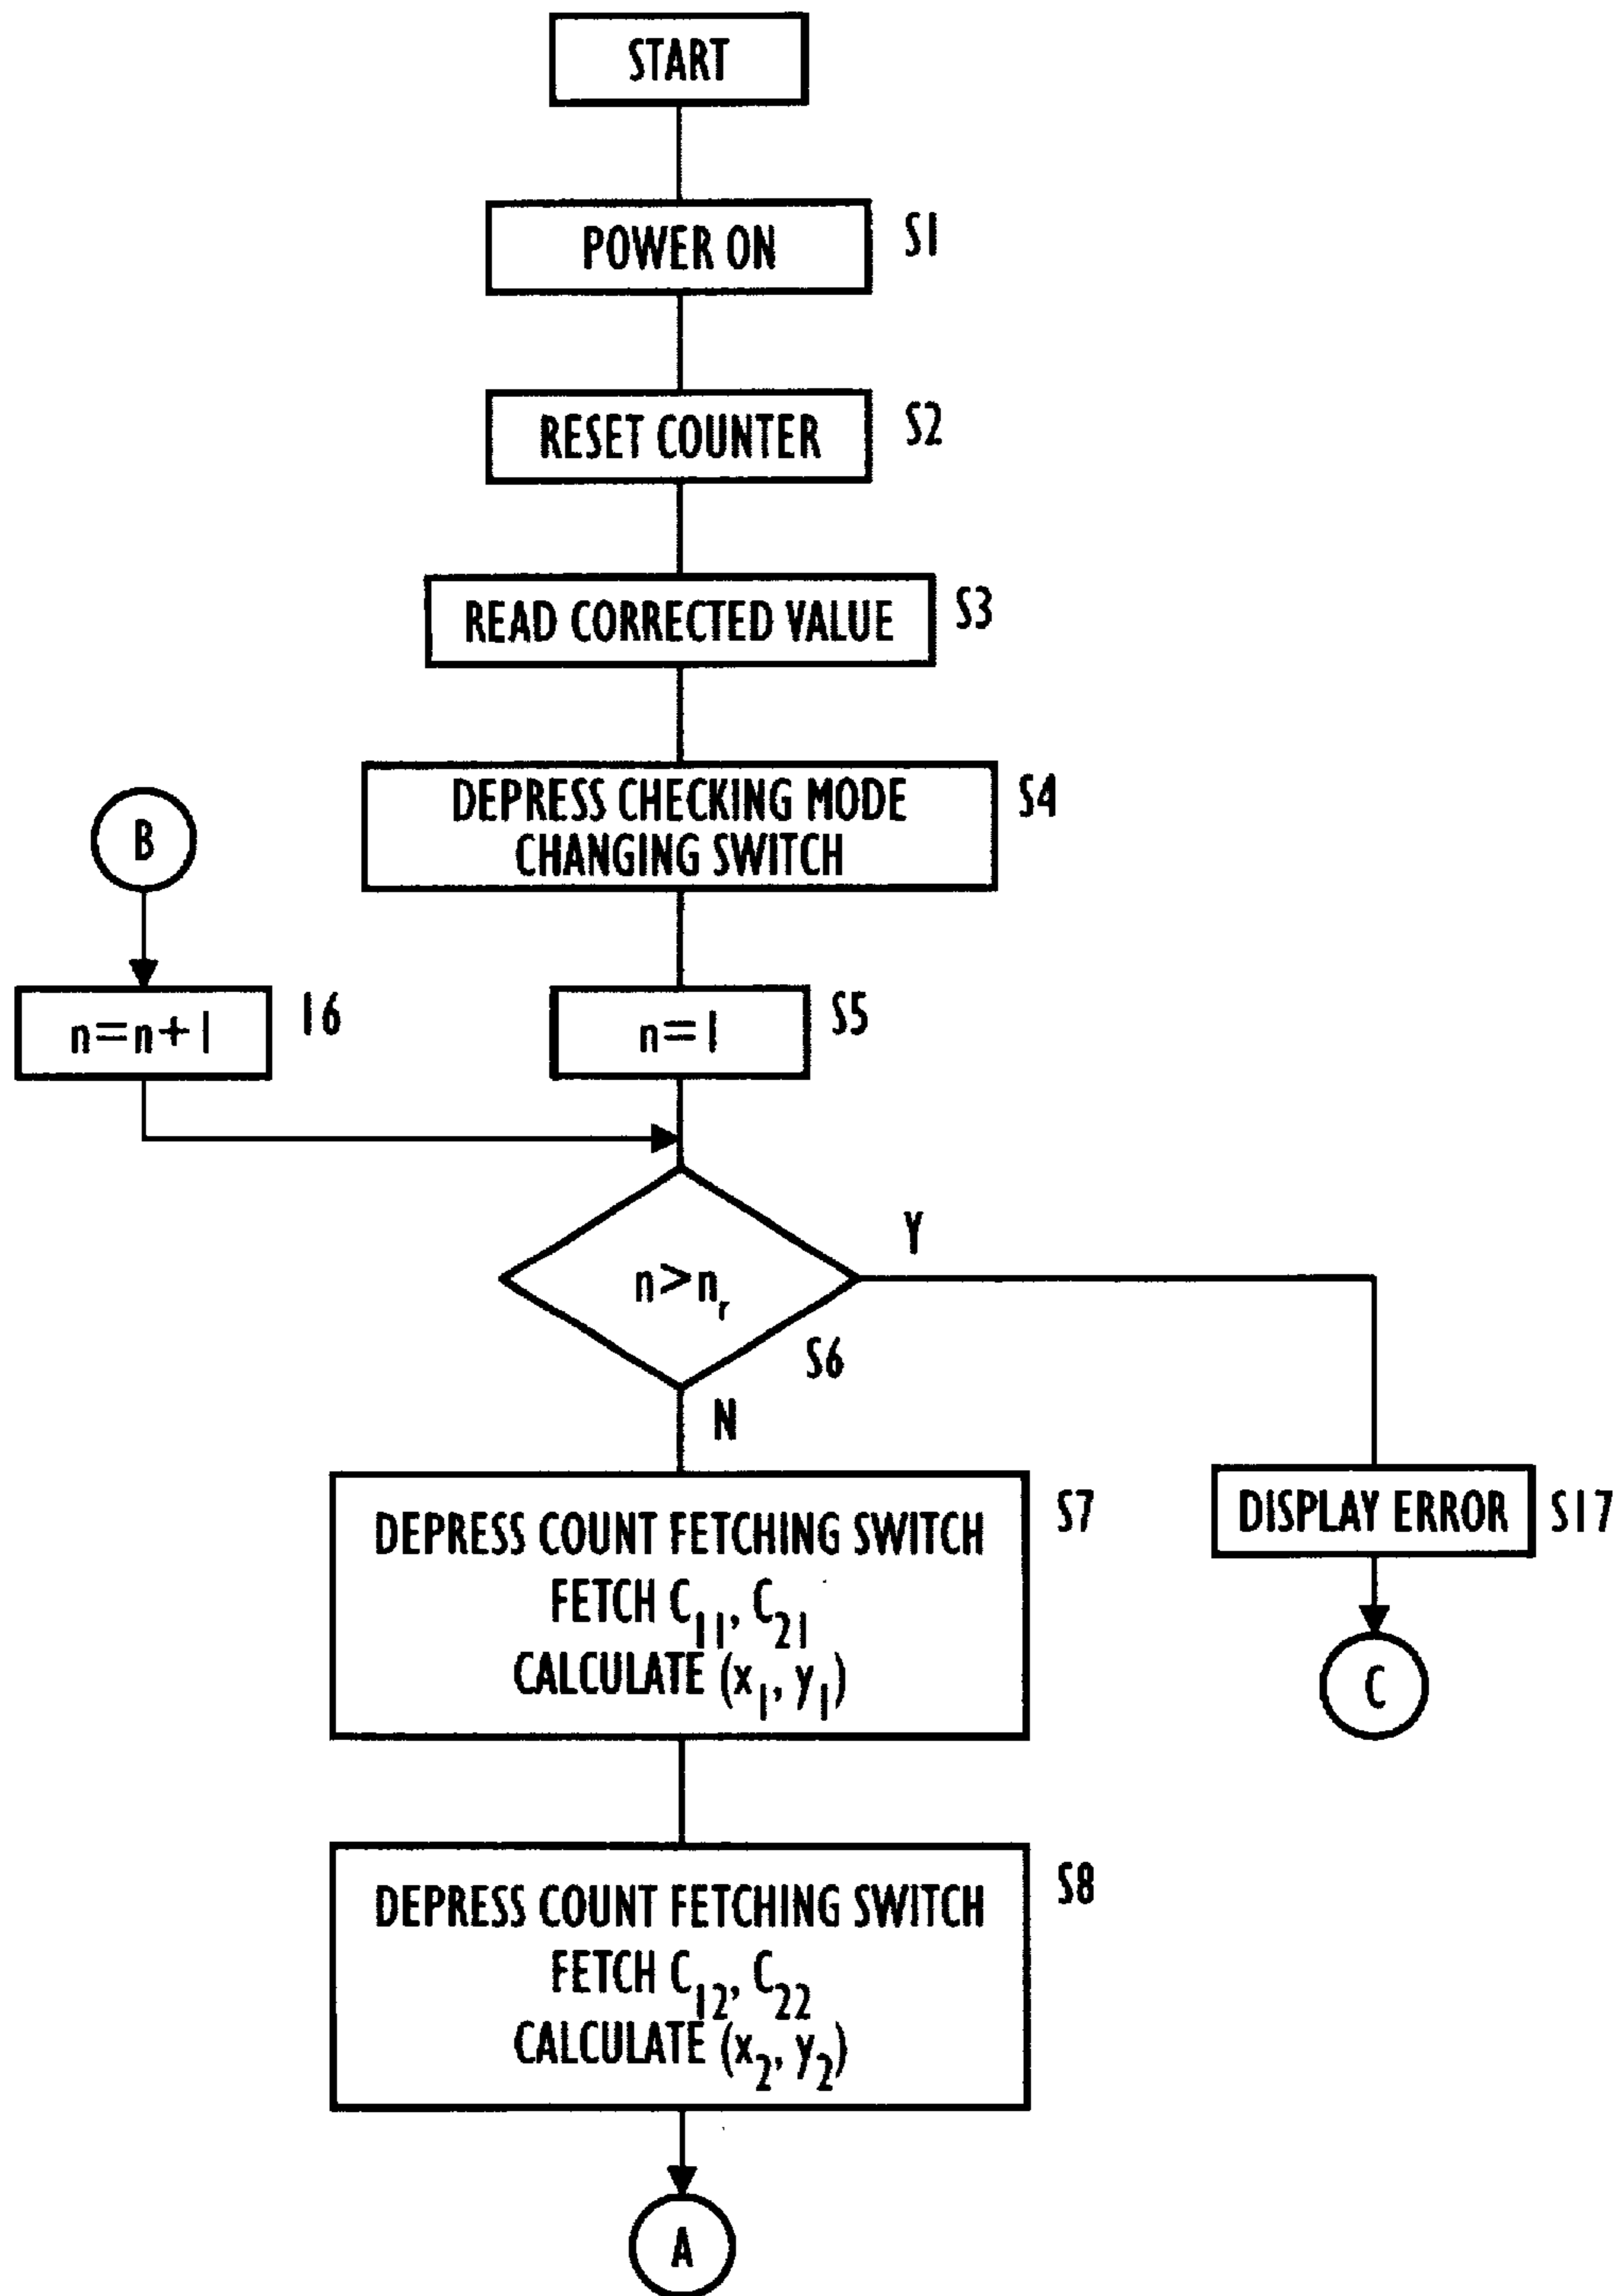 START
POWER ON
S1
RESET COUNTER
S2
READ CORRECTED VALUE
S3
DEPRESS CHECKING MODE
CHANGING SWITCH
S4
B
n=n+1
16
n=1
S5
n>nᵣ
S6
Y
N
DEPRESS COUNT FETCHING SWITCH
FETCH C₁₁, C₂₁
CALCULATE (x₁, y₁)
S7
DISPLAY ERROR
S17
C
DEPRESS COUNT FETCHING SWITCH
FETCH C₁₂, C₂₂
CALCULATE (x₂, y₂)
S8
A